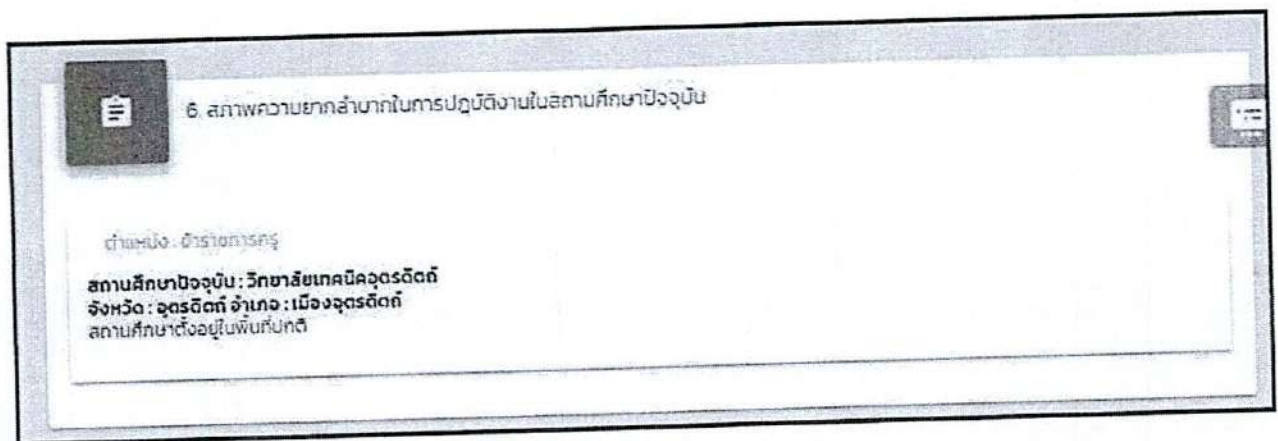 6. สภาพความยากลำบากในการปฏิบัติงานในสถานศึกษาปัจจุบัน
ตำแหน่ง : ข้าราชการครู
สถานศึกษาปัจจุบัน : วิทยาลัยเทคนิคอุตรดิตถ์
จังหวัด : อุตรดิตถ์ อำเภอ : เมืองอุตรดิตถ์
สถานศึกษาตั้งอยู่ในพื้นที่ปกติ